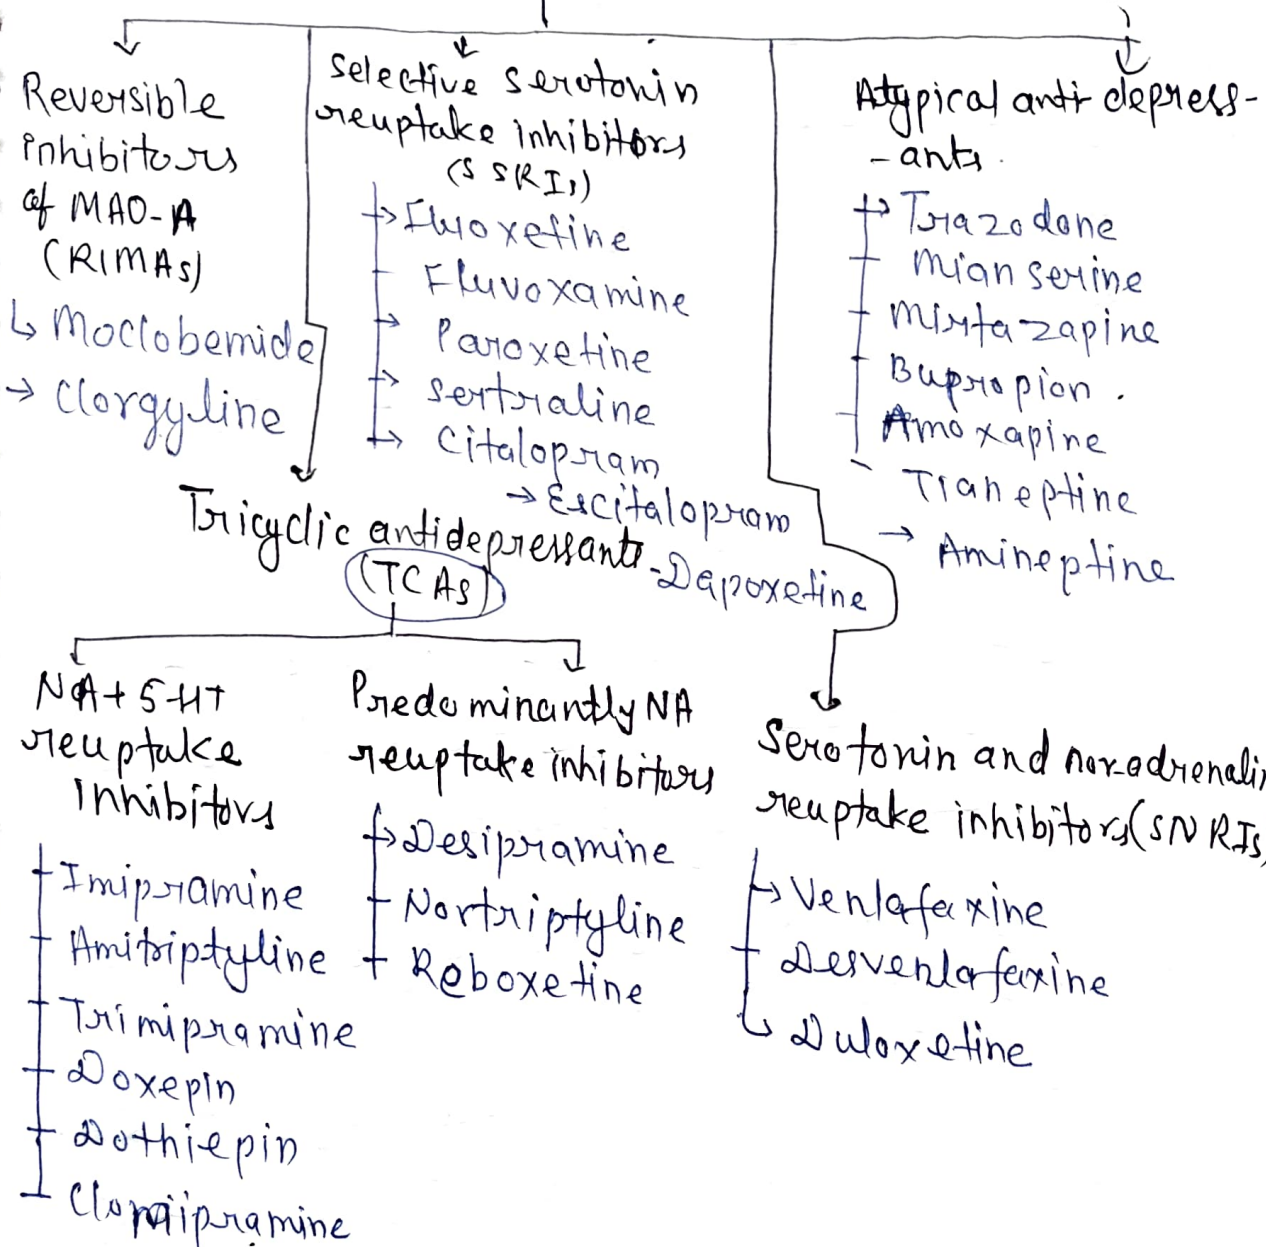 Reversible
inhibitors
of MAO-A
(RIMAs)
Moclobemide
Clorgyline
Selective serotonin
reuptake inhibitors
(SSRIs)
Fluoxetine
Fluvoxamine
Paroxetine
Sertraline
Citalopram
Escitalopram
-Dapoxetine
Atypical anti depress-
-ants.
Trazodone
Mianserine
Mirtazapine
Bupropion.
Amoxapine
Tianeptine
Amineptine
Tricyclic antidepressants
(TCAs)
NA+5-HT
reuptake
Inhibitors
Imipramine
Amitriptyline
Trimipramine
Doxepin
Dothiepin
Clomiipramine
Predominantly NA
reuptake inhibitors
Desipramine
Nortriptyline
Reboxetine
Serotonin and nor-adrenalin
reuptake inhibitors(SNRIs)
Venlafaxine
Desvenlafaxine
Duloxetine